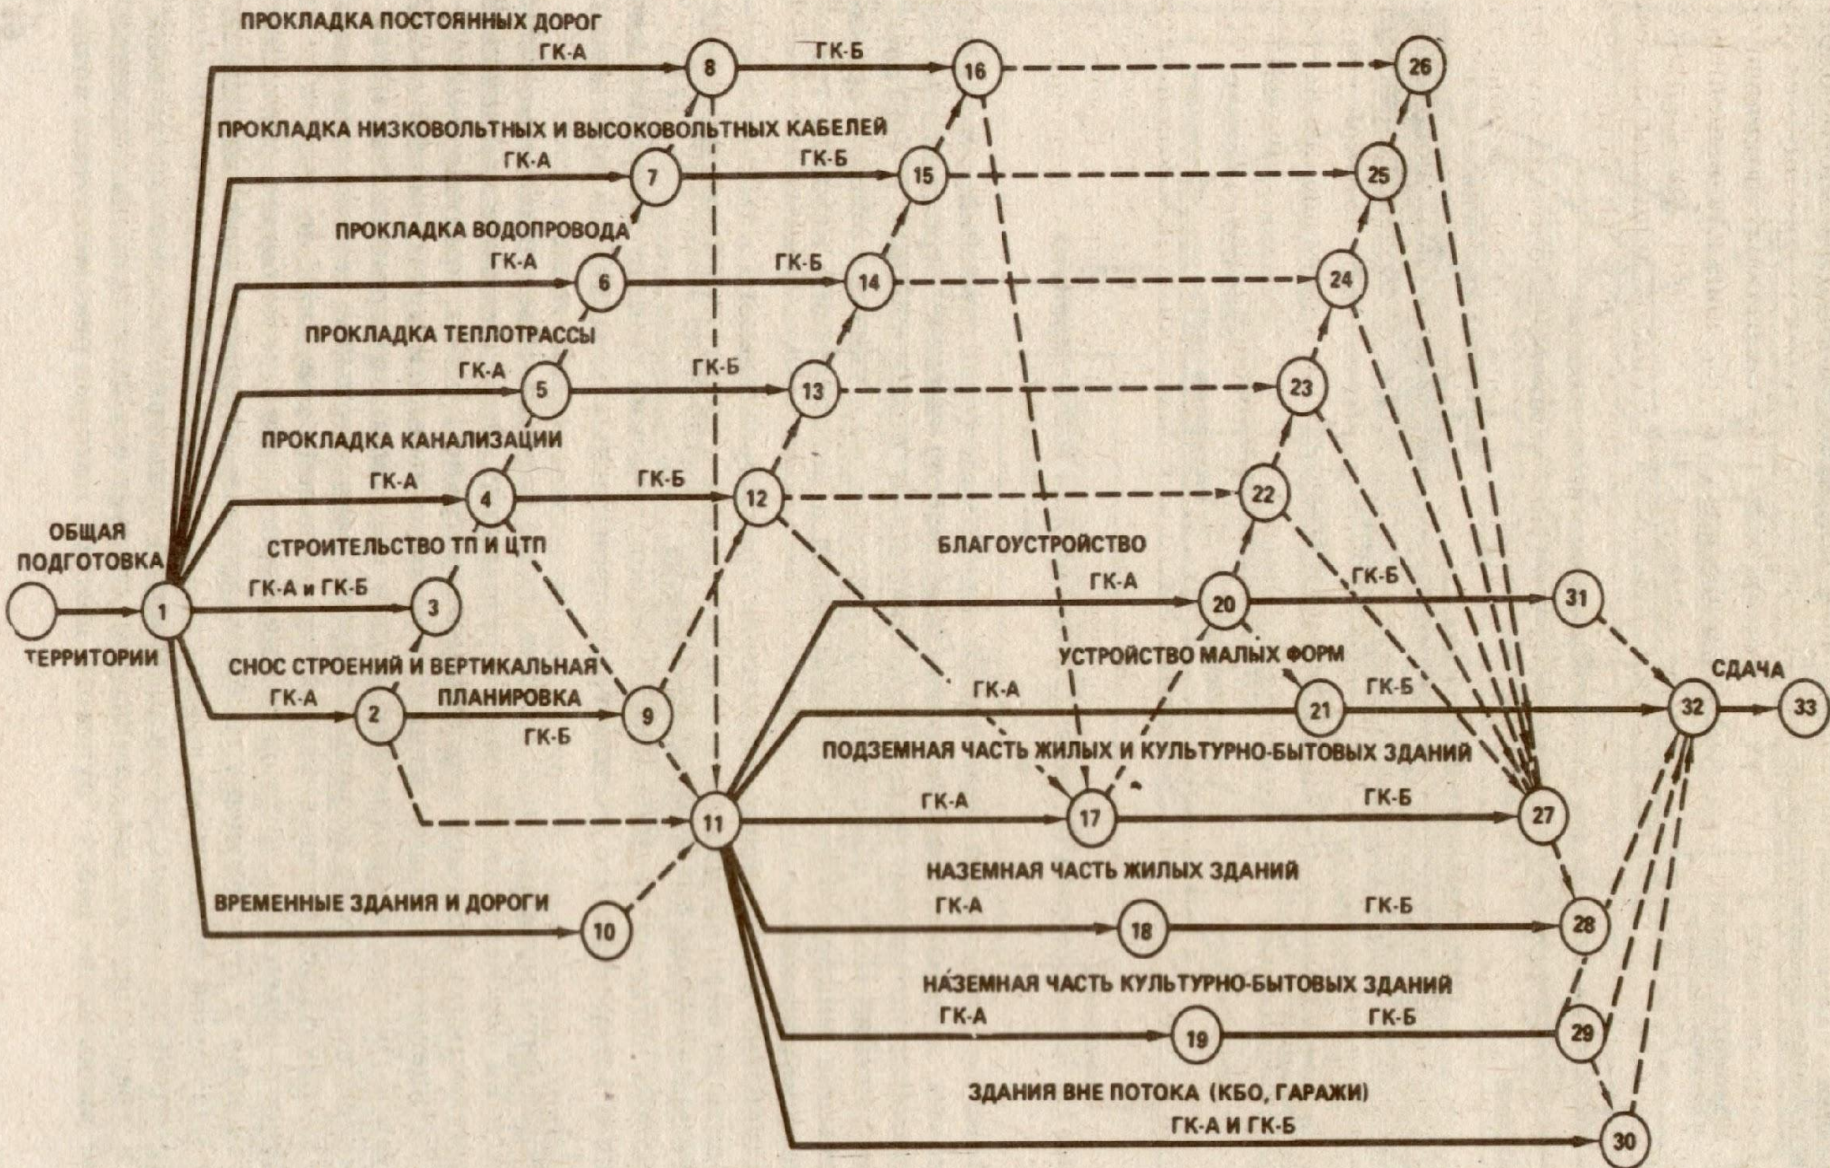 ПРОКЛАДКА ПОСТОЯННЫХ ДОРОГ
ГК-А
8
ГК-Б
16
26
ПРОКЛАДКА НИЗКОВОЛЬТНЫХ И ВЫСОКОВОЛЬТНЫХ КАБЕЛЕЙ
ГК-А
7
ГК-Б
15
25
ПРОКЛАДКА ВОДОПРОВОДА
ГК-А
6
ГК-Б
14
24
ПРОКЛАДКА ТЕПЛОТРАССЫ
ГК-А
5
ГК-Б
13
23
ПРОКЛАДКА КАНАЛИЗАЦИИ
ГК-А
4
ГК-Б
12
22
ОБЩАЯ
ПОДГОТОВКА
ТЕРРИТОРИИ
1
СТРОИТЕЛЬСТВО ТП И ЦТП
ГК-А и ГК-Б
3
БЛАГОУСТРОЙСТВО
ГК-А
20
ГК-Б
31
СНОС СТРОЕНИЙ И ВЕРТИКАЛЬНАЯ
ПЛАНИРОВКА
ГК-А
2
ГК-Б
9
УСТРОЙСТВО МАЛЫХ ФОРМ
ГК-А
21
ГК-Б
32
СДАЧА
33
ПОДЗЕМНАЯ ЧАСТЬ ЖИЛЫХ И КУЛЬТУРНО-БЫТОВЫХ ЗДАНИЙ
11
ГК-А
17
ГК-Б
27
ВРЕМЕННЫЕ ЗДАНИЯ И ДОРОГИ
10
НАЗЕМНАЯ ЧАСТЬ ЖИЛЫХ ЗДАНИЙ
ГК-А
18
ГК-Б
28
НАЗЕМНАЯ ЧАСТЬ КУЛЬТУРНО-БЫТОВЫХ ЗДАНИЙ
ГК-А
19
ГК-Б
29
ЗДАНИЯ ВНЕ ПОТОКА (КБО, ГАРАЖИ)
ГК-А И ГК-Б
30